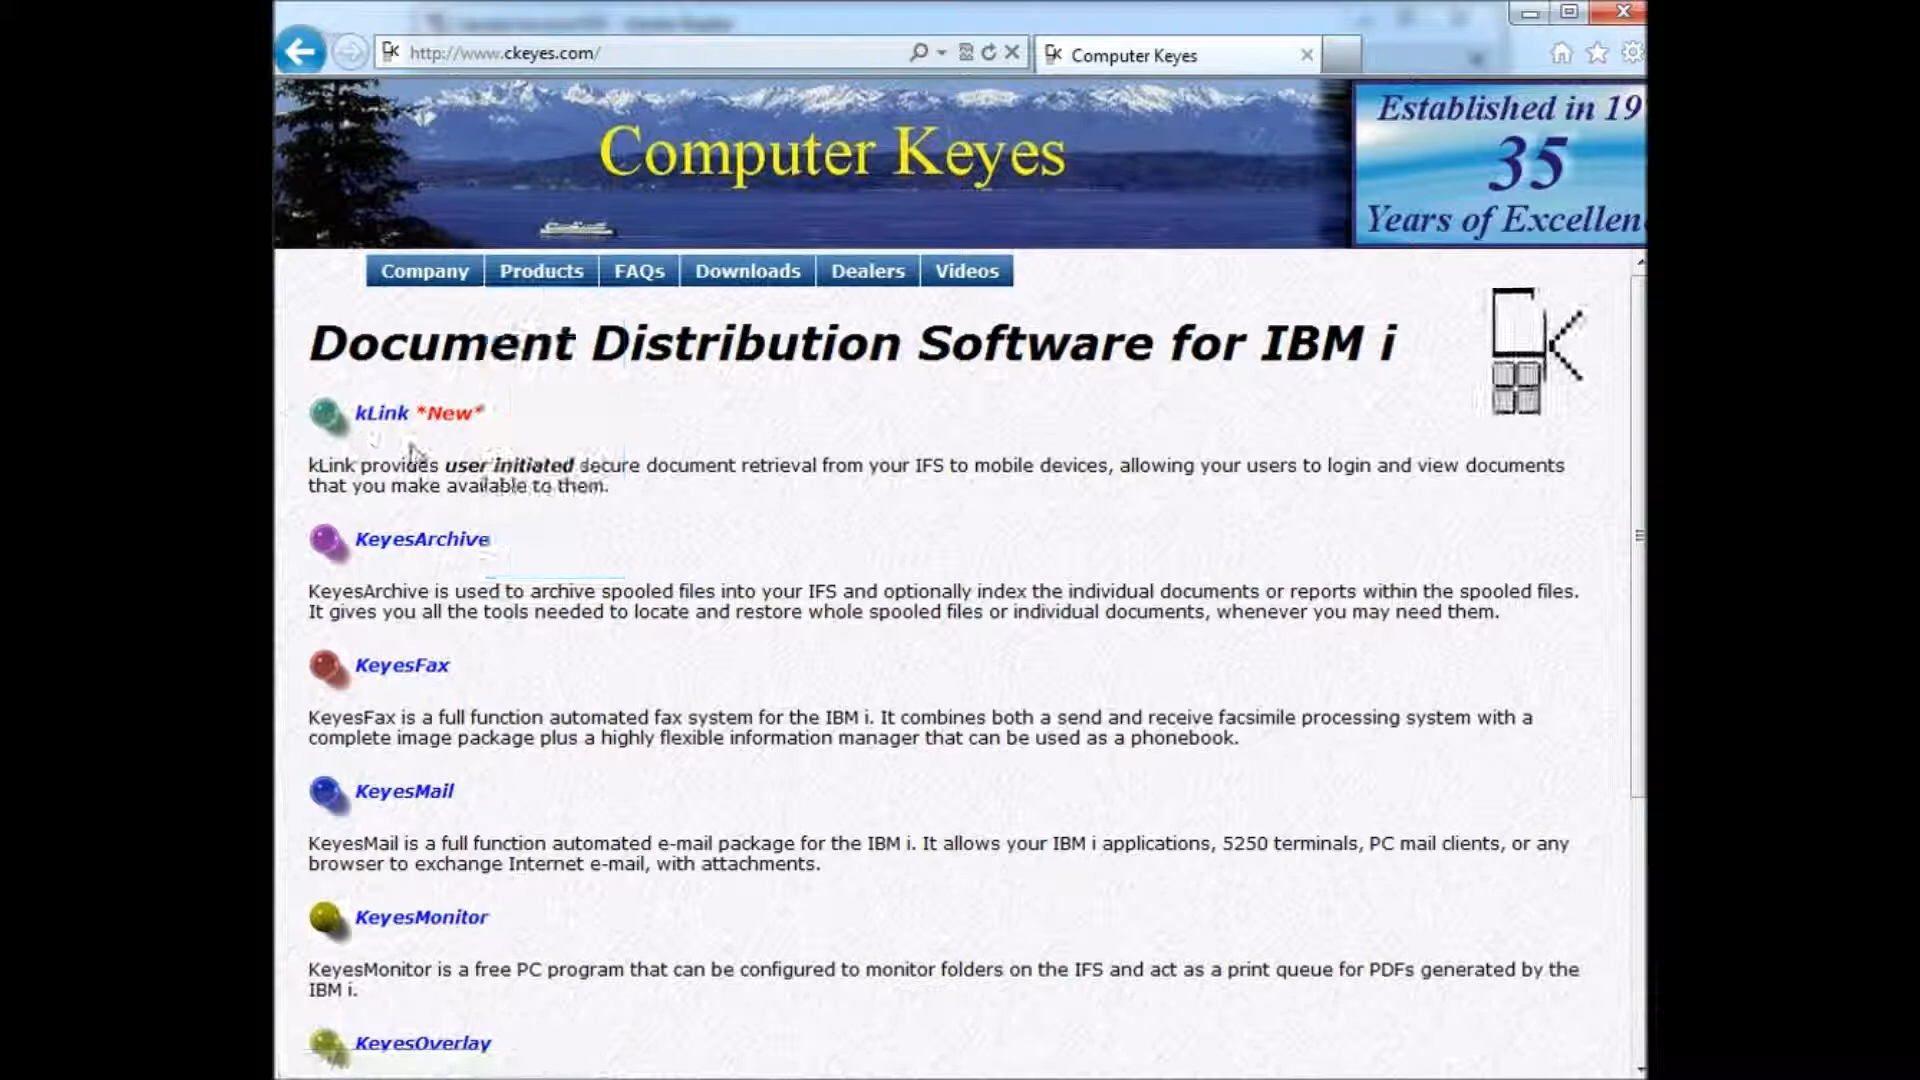 http://www.ckeyes.com/
Computer Keyes
Computer Keyes
Established in 19
35
Years of Excellen
Company Products FAQs Downloads Dealers Videos
Document Distribution Software for IBM i
kLink *New*
kLink provides user initiated secure document retrieval from your IFS to mobile devices, allowing your users to login and view documents
that you make available to them.
KeyesArchive
KeyesArchive is used to archive spooled files into your IFS and optionally index the individual documents or reports within the spooled files.
It gives you all the tools needed to locate and restore whole spooled files or individual documents, whenever you may need them.
KeyesFax
KeyesFax is a full function automated fax system for the IBM i. It combines both a send and receive facsimile processing system with a
complete image package plus a highly flexible information manager that can be used as a phonebook.
KeyesMail
KeyesMail is a full function automated e-mail package for the IBM i. It allows your IBM i applications, 5250 terminals, PC mail clients, or any
browser to exchange Internet e-mail, with attachments.
KeyesMonitor
KeyesMonitor is a free PC program that can be configured to monitor folders on the IFS and act as a print queue for PDFs generated by the
IBM i.
KeyesOverlay